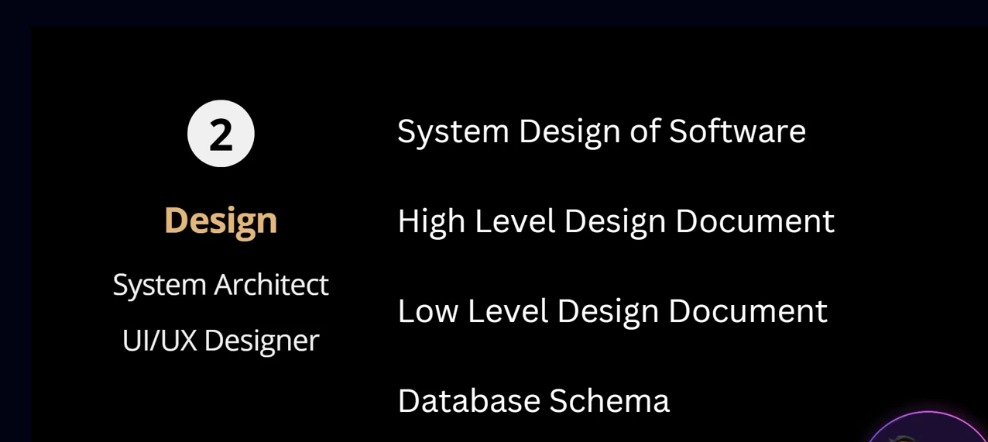 2
Design
System Architect
UI/UX Designer
System Design of Software
High Level Design Document
Low Level Design Document
Database Schema